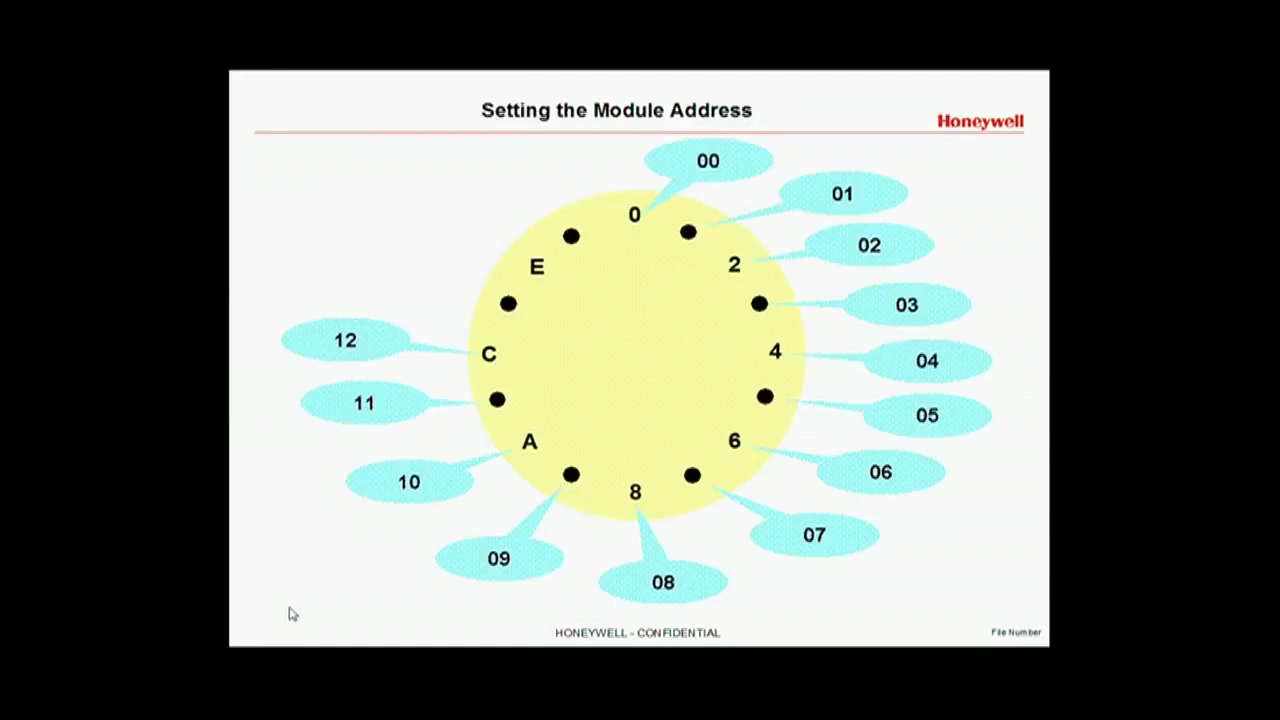 Setting the Module Address
Honeywell
00
0
01
02
E
2
03
12
C
4
04
11
05
A
6
10
06
8
07
09
08
HONEYWELL - CONFIDENTIAL
File Number